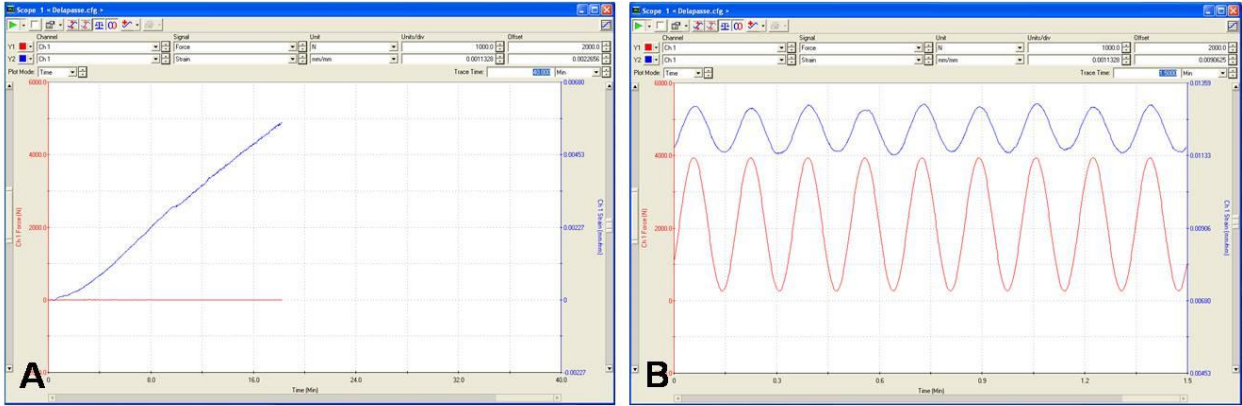 Scope 1 < Delapasse.cfg >
Channel Signal Unit Units/div Offset
Y1 Ch 1 Force N 1000.0 2000.0
Y2 Ch 1 Strain mm/mm 0.0011328 0.0022656
Plot Mode: Time Trace Time: 40.000 Min
6000.0
4000.0
2000.0
0
Ch 1 Force (N)
0.00680
0.00453
0.00227
0
-0.00227
Ch 1 Strain (mm/mm)
0 8.0 16.0 24.0 32.0 40.0
Time (Min)
A
Scope 1 < Delapasse.cfg >
Channel Signal Unit Units/div Offset
Y1 Ch 1 Force N 1000.0 2000.0
Y2 Ch 1 Strain mm/mm 0.0011328 0.0090625
Plot Mode: Time Trace Time: 1.5000 Min
6000.0
4000.0
2000.0
0
Ch 1 Force (N)
0.01359
0.01133
0.00906
0.00680
0.00453
Ch 1 Strain (mm/mm)
0 0.3 0.6 0.9 1.2 1.5
Time (Min)
B